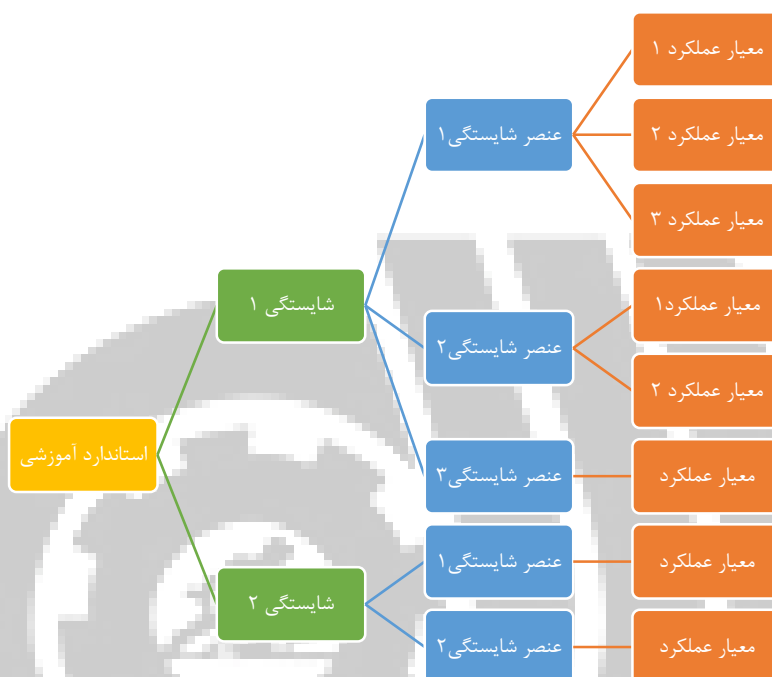 استاندارد آموزشی
شایستگی ۱
عنصر شایستگی۱
معیار عملکرد ۱
معیار عملکرد ۲
معیار عملکرد ۳
عنصر شایستگی۲
معیار عملکرد۱
معیار عملکرد ۲
عنصر شایستگی۳
معیار عملکرد
شایستگی ۲
عنصر شایستگی۱
معیار عملکرد
عنصر شایستگی۲
معیار عملکرد